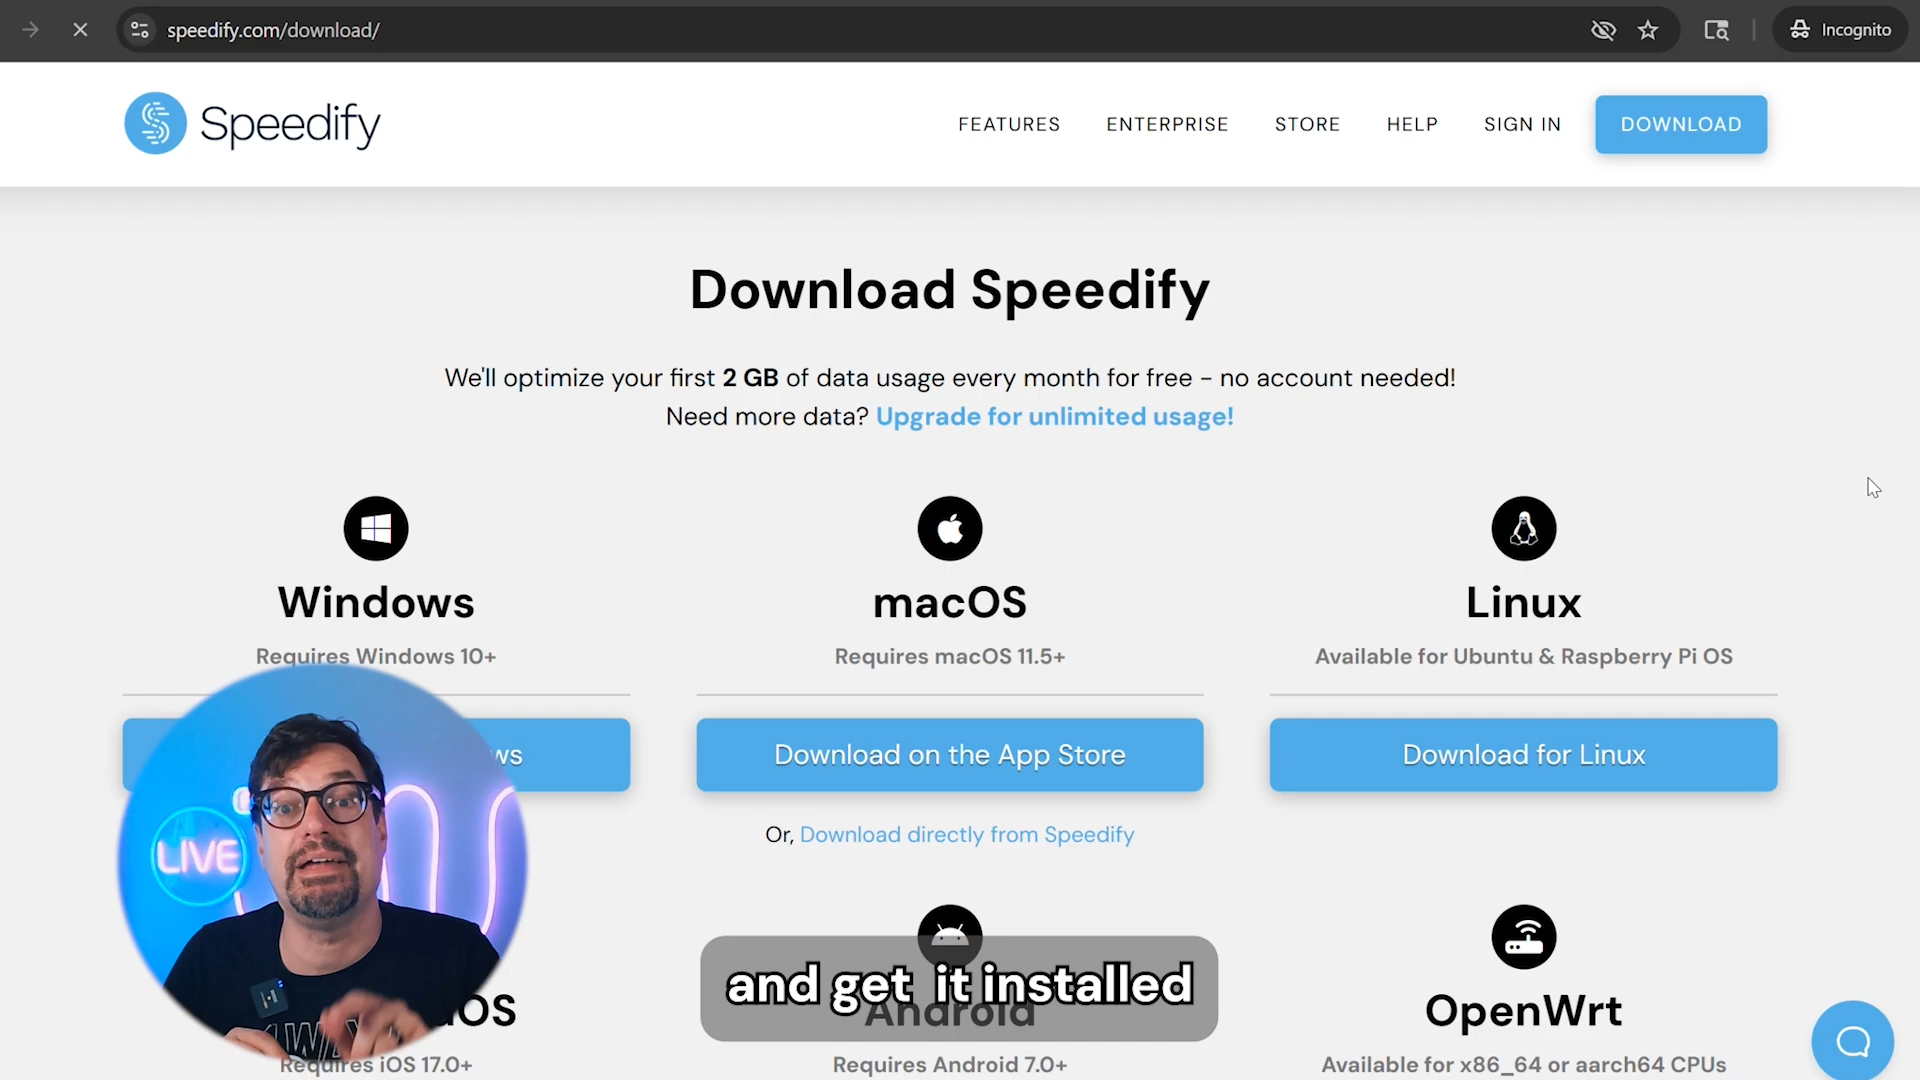 speedify.com/download/
Incognito
Speedify
FEATURES
ENTERPRISE
STORE
HELP
SIGN IN
DOWNLOAD
Download Speedify
We'll optimize your first 2 GB of data usage every month for free - no account needed!
Need more data? Upgrade for unlimited usage!
Windows
Requires Windows 10+
macOS
Requires macOS 11.5+
Download on the App Store
Or, Download directly from Speedify
Linux
Available for Ubuntu & Raspberry Pi OS
Download for Linux
LIVE
Requires iOS 17.0+
and get it installed
Android
Requires Android 7.0+
OpenWrt
Available for x86_64 or aarch64 CPUs